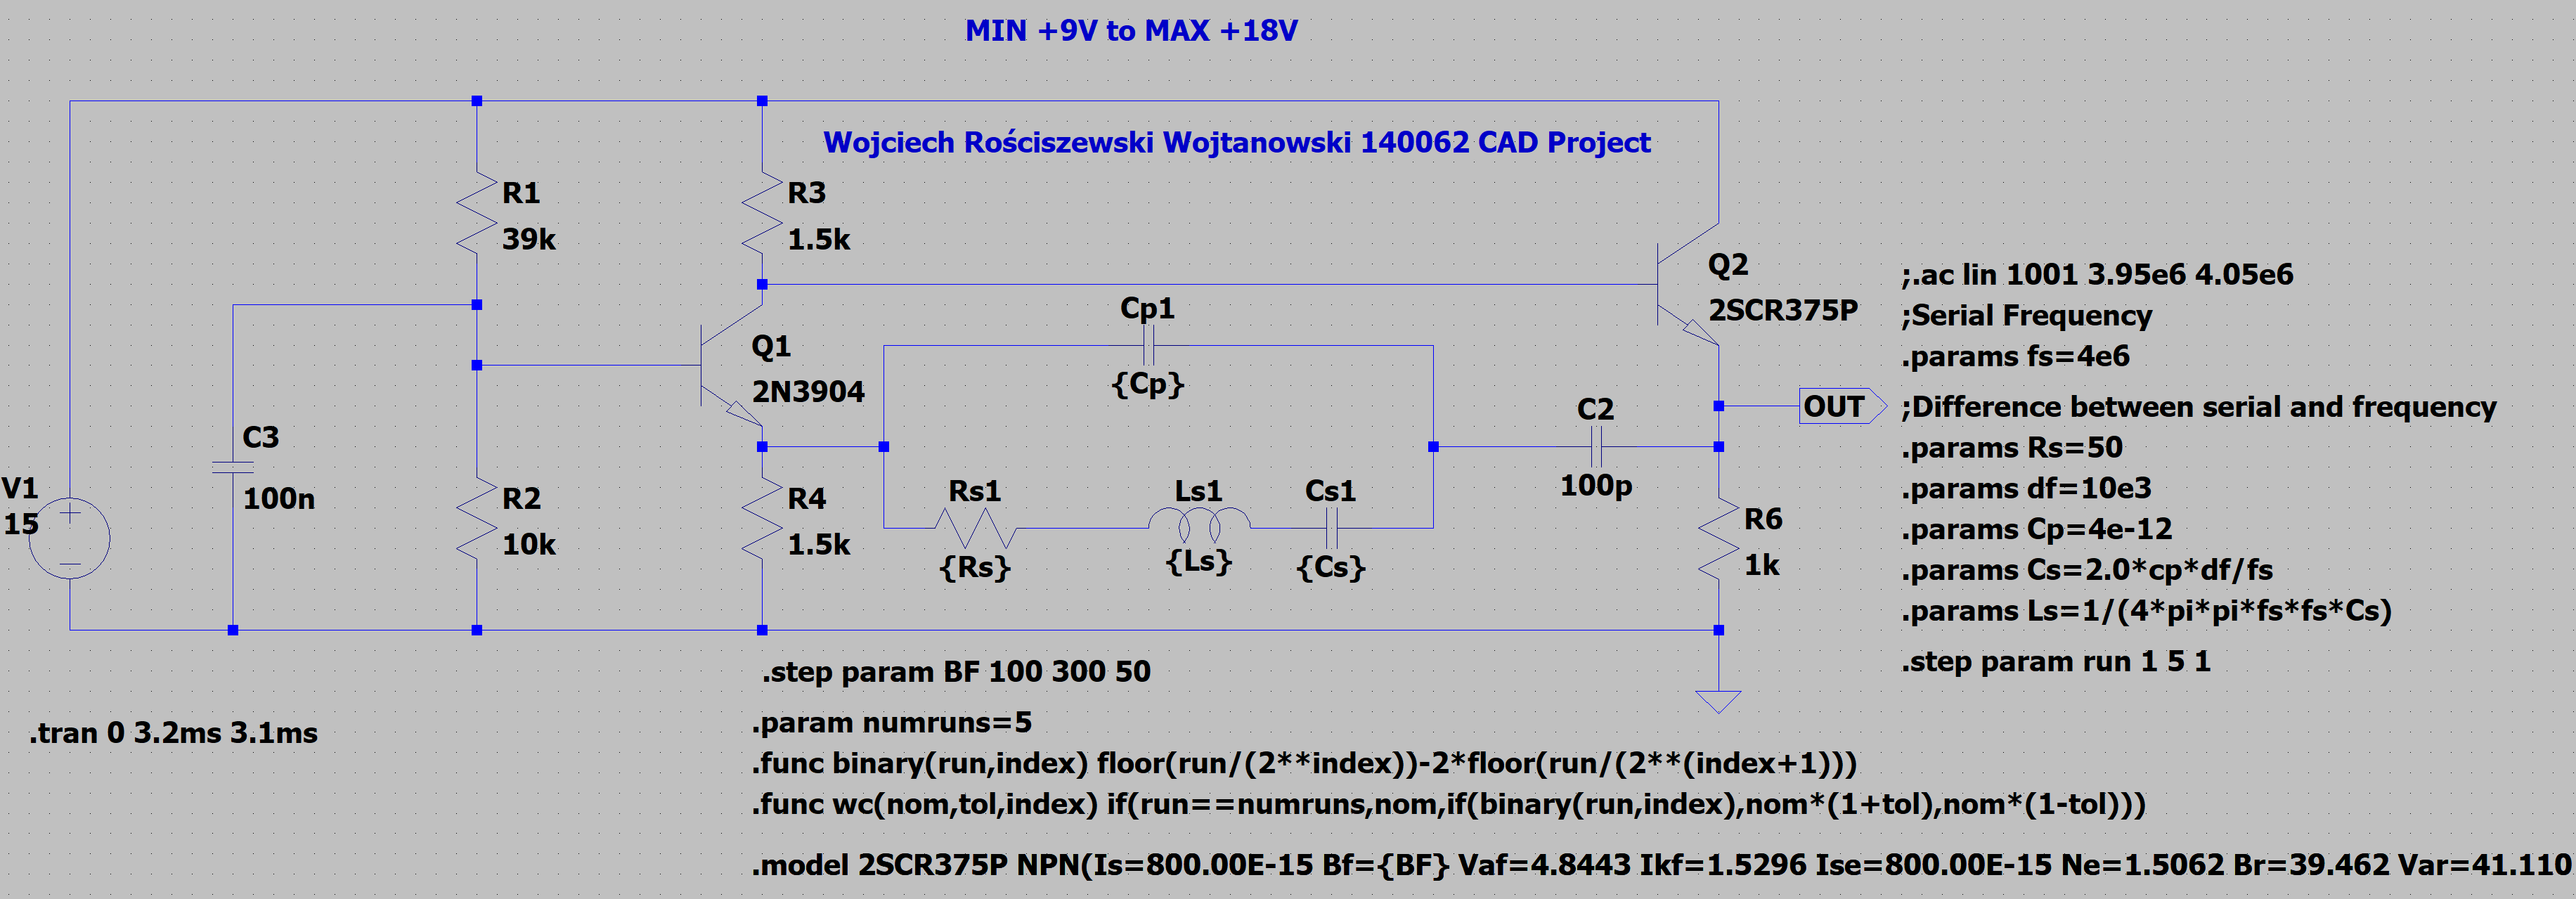 MIN +9V to MAX +18V
Wojciech Rościszewski Wojtanowski 140062 CAD Project
R1
39k
R3
1.5k
Q2
2SCR375P
;.ac lin 1001 3.95e6 4.05e6
;Serial Frequency
.params fs=4e6
Cp1
{Cp}
Q1
2N3904
C2
100p
OUT
;Difference between serial and frequency
.params Rs=50
.params df=10e3
.params Cp=4e-12
.params Cs=2.0*cp*df/fs
.params Ls=1/(4*pi*pi*fs*fs*Cs)
.step param run 1 5 1
C3
100n
V1
15
R2
10k
R4
1.5k
Rs1
{Rs}
Ls1
{Ls}
Cs1
{Cs}
R6
1k
.step param BF 100 300 50
.tran 0 3.2ms 3.1ms
.param numruns=5
.func binary(run,index) floor(run/(2**index))-2*floor(run/(2**(index+1)))
.func wc(nom,tol,index) if(run==numruns,nom,if(binary(run,index),nom*(1+tol),nom*(1-tol)))
.model 2SCR375P NPN(Is=800.00E-15 Bf={BF} Vaf=4.8443 Ikf=1.5296 Ise=800.00E-15 Ne=1.5062 Br=39.462 Var=41.110